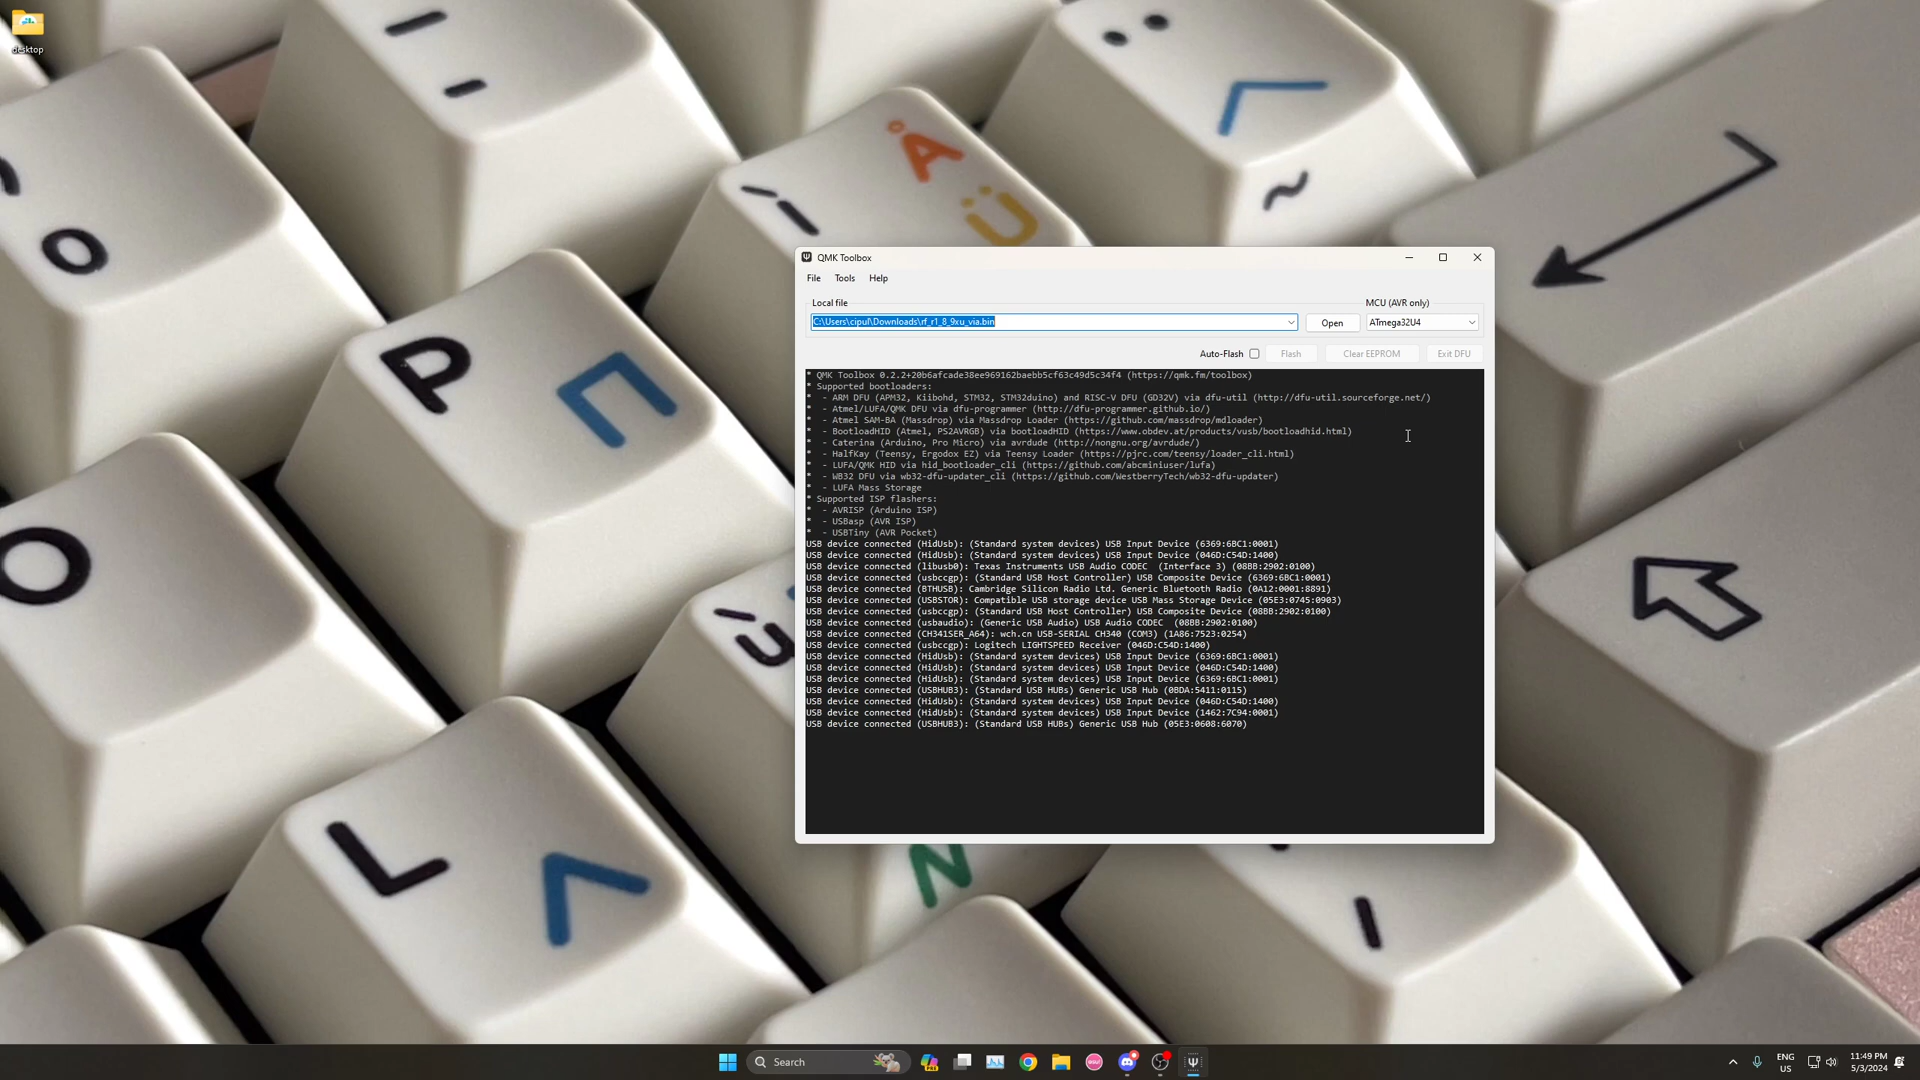 desktop
QMK Toolbox
File Tools Help
Local file
MCU (AVR only)
C:\Users\cipul\Downloads\rf_r1_8_9xu_via.bin
Open
ATmega32U4
Auto-Flash
Flash
Clear EEPROM
Exit DFU
* QMK Toolbox 0.2.2+20b6afcade38ee969162baebb5cf63c49d5c34f4 (https://qmk.fm/toolbox)
* Supported bootloaders:
*  - ARM DFU (APM32, Kiibohd, STM32, STM32duino) and RISC-V DFU (GD32V) via dfu-util (http://dfu-util.sourceforge.net/)
*  - Atmel/LUFA/QMK DFU via dfu-programmer (http://dfu-programmer.github.io/)
*  - Atmel SAM-BA (Massdrop) via Massdrop Loader (https://github.com/massdrop/mdloader)
*  - BootloadHID (Atmel, PS2AVRGB) via bootloadHID (https://www.obdev.at/products/vusb/bootloadhid.html)
*  - Caterina (Arduino, Pro Micro) via avrdude (http://nongnu.org/avrdude/)
*  - HalfKay (Teensy, Ergodox EZ) via Teensy Loader (https://pjrc.com/teensy/loader_cli.html)
*  - LUFA/QMK HID via hid_bootloader_cli (https://github.com/abcminiuser/lufa)
*  - WB32 DFU via wb32-dfu-updater_cli (https://github.com/WestberryTech/wb32-dfu-updater)
*  - LUFA Mass Storage
* Supported ISP flashers:
*  - AVRISP (Arduino ISP)
*  - USBasp (AVR ISP)
*  - USBTiny (AVR Pocket)
USB device connected (HidUsb): (Standard system devices) USB Input Device (6369:6BC1:0001)
USB device connected (HidUsb): (Standard system devices) USB Input Device (046D:C54D:1400)
USB device connected (libusb0): Texas Instruments USB Audio CODEC  (Interface 3) (08BB:2902:0100)
USB device connected (usbccgp): (Standard USB Host Controller) USB Composite Device (6369:6BC1:0001)
USB device connected (BTHUSB): Cambridge Silicon Radio Ltd. Generic Bluetooth Radio (0A12:0001:8891)
USB device connected (USBSTOR): Compatible USB storage device USB Mass Storage Device (05E3:0745:0903)
USB device connected (usbccgp): (Standard USB Host Controller) USB Composite Device (08BB:2902:0100)
USB device connected (usbaudio): (Generic USB Audio) USB Audio CODEC  (08BB:2902:0100)
USB device connected (CH341SER_A64): wch.cn USB-SERIAL CH340 (COM3) (1A86:7523:0254)
USB device connected (usbccgp): Logitech LIGHTSPEED Receiver (046D:C54D:1400)
USB device connected (HidUsb): (Standard system devices) USB Input Device (6369:6BC1:0001)
USB device connected (HidUsb): (Standard system devices) USB Input Device (046D:C54D:1400)
USB device connected (HidUsb): (Standard system devices) USB Input Device (6369:6BC1:0001)
USB device connected (USBHUB3): (Standard USB HUBs) Generic USB Hub (0BDA:5411:0115)
USB device connected (HidUsb): (Standard system devices) USB Input Device (046D:C54D:1400)
USB device connected (HidUsb): (Standard system devices) USB Input Device (1462:7C94:0001)
USB device connected (USBHUB3): (Standard USB HUBs) Generic USB Hub (05E3:0608:6070)
Å
Ü
~
O
P
П
O
L
Л
N
Search
ENG
US
11:49 PM
5/3/2024